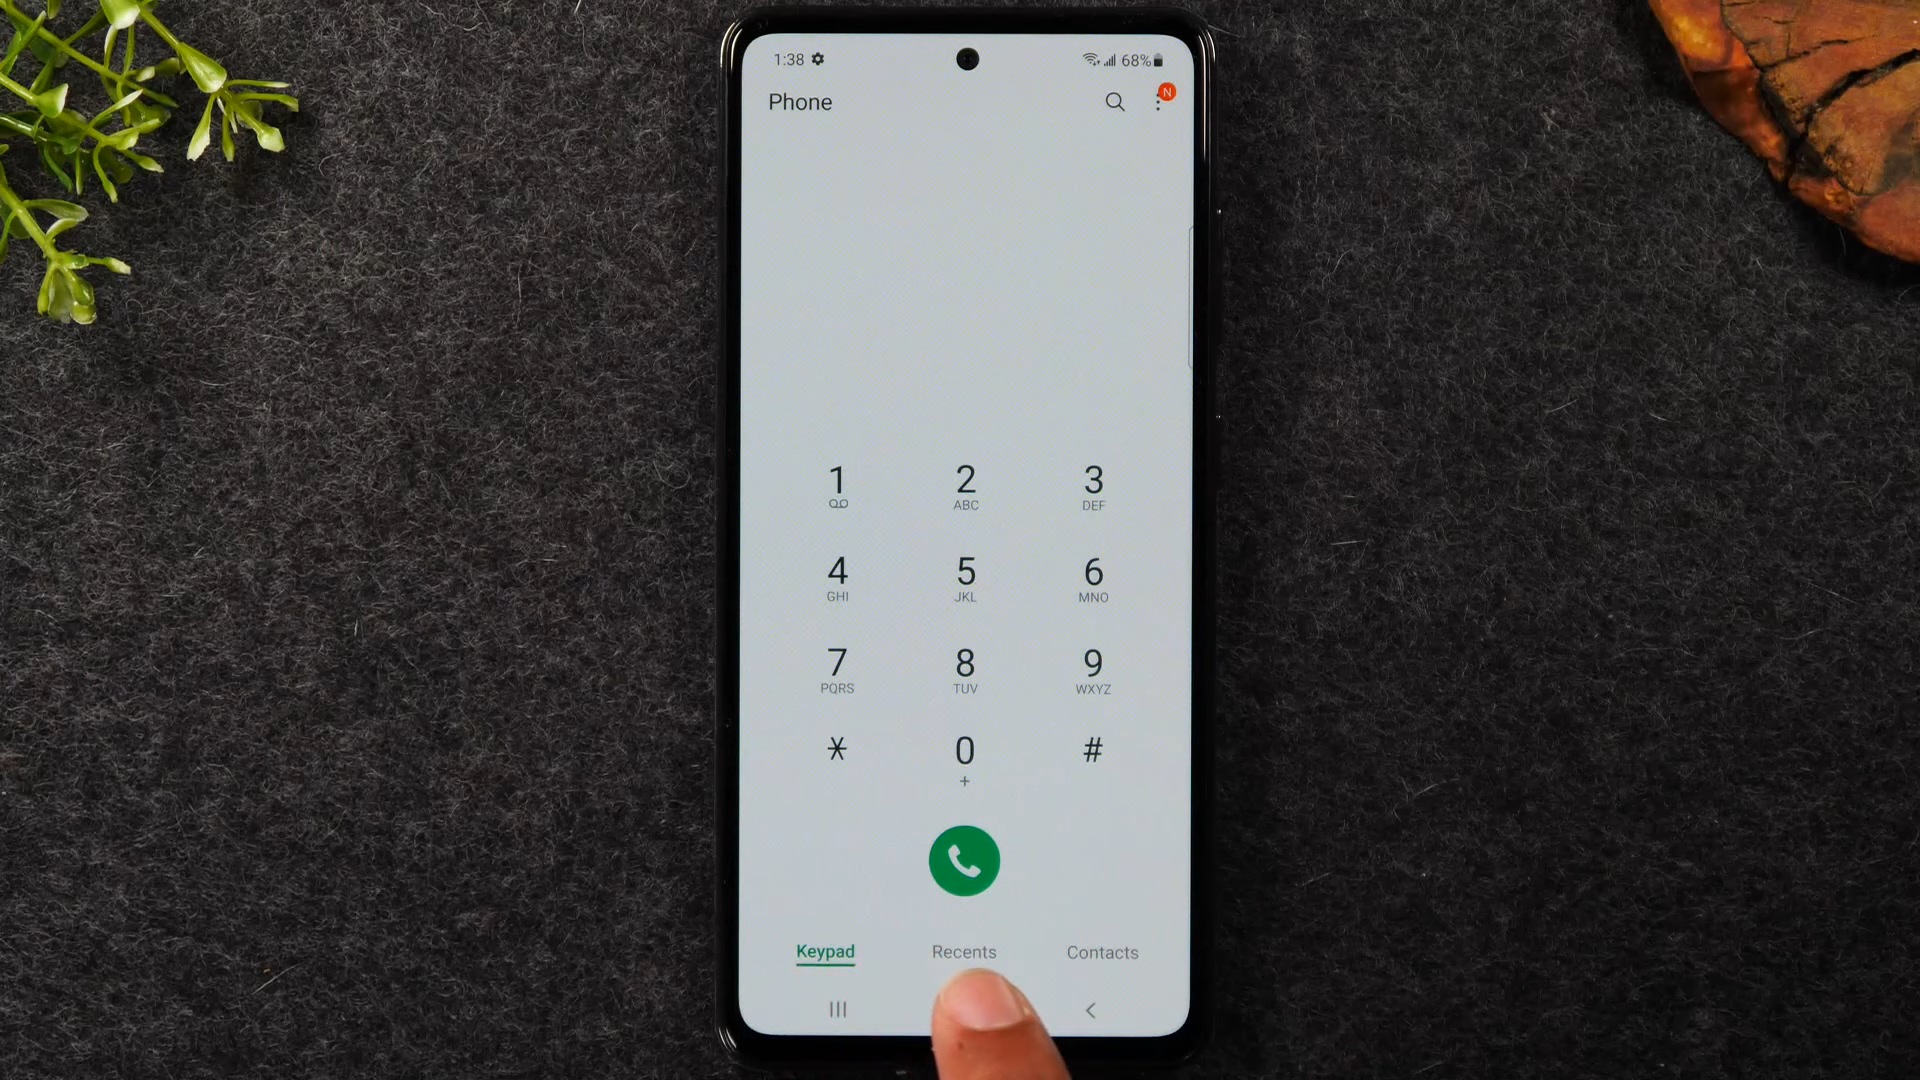 1:38 68%
Phone N
1 2 3
ABC DEF
4 5 6
GHI JKL MNO
7 8 9
PQRS TUV WXYZ
* 0 #
+
Keypad Recents Contacts